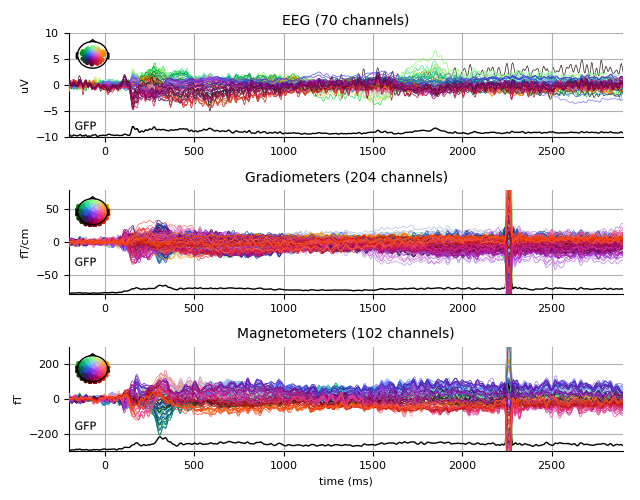 EEG (70 channels)
10
5
0
−5
−10
uV
GFP
0 500 1000 1500 2000 2500
Gradiometers (204 channels)
50
0
−50
fT/cm
GFP
0 500 1000 1500 2000 2500
Magnetometers (102 channels)
200
0
−200
fT
GFP
0 500 1000 1500 2000 2500
time (ms)